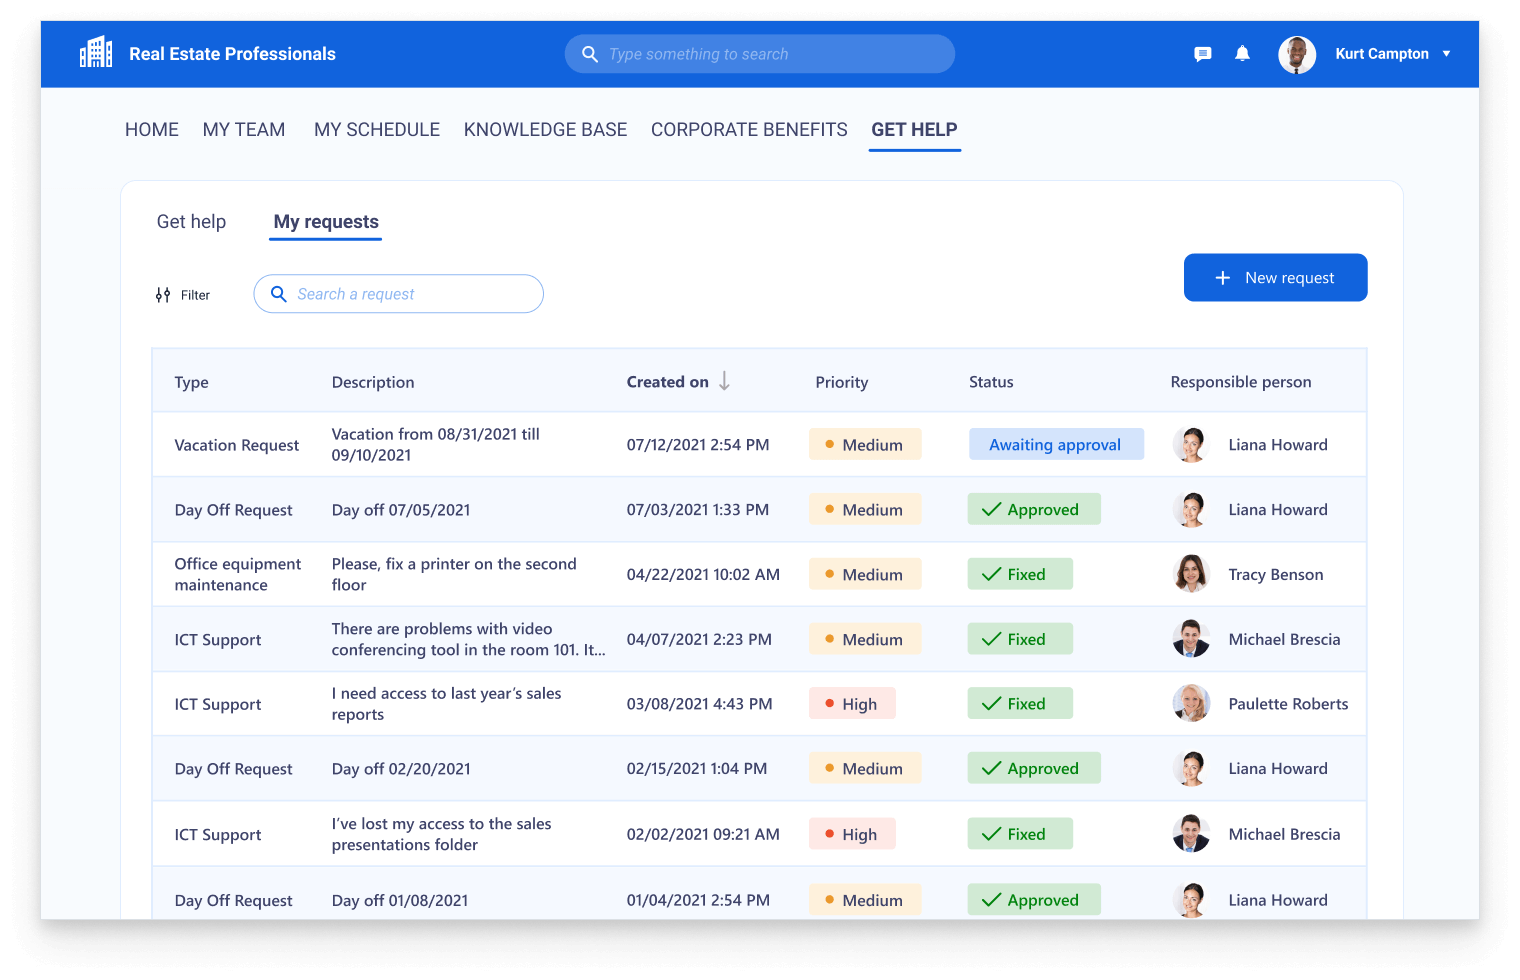 Real Estate Professionals
Type something to search
Kurt Campton
HOME MY TEAM MY SCHEDULE KNOWLEDGE BASE CORPORATE BENEFITS GET HELP
Get help My requests
Filter
Search a request
New request
Type Description Created on Priority Status Responsible person
Vacation Request
Vacation from 08/31/2021 till
09/10/2021
07/12/2021 2:54 PM Medium Awaiting approval Liana Howard
Day Off Request Day off 07/05/2021 07/03/2021 1:33 PM Medium Approved Liana Howard
Office equipment
maintenance
Please, fix a printer on the second
floor
04/22/2021 10:02 AM Medium Fixed Tracy Benson
ICT Support
There are problems with video
conferencing tool in the room 101. It...
04/07/2021 2:23 PM Medium Fixed Michael Brescia
ICT Support
I need access to last year’s sales
reports
03/08/2021 4:43 PM High Fixed Paulette Roberts
Day Off Request Day off 02/20/2021 02/15/2021 1:04 PM Medium Approved Liana Howard
ICT Support
I’ve lost my access to the sales
presentations folder
02/02/2021 09:21 AM High Fixed Michael Brescia
Day Off Request Day off 01/08/2021 01/04/2021 2:54 PM Medium Approved Liana Howard